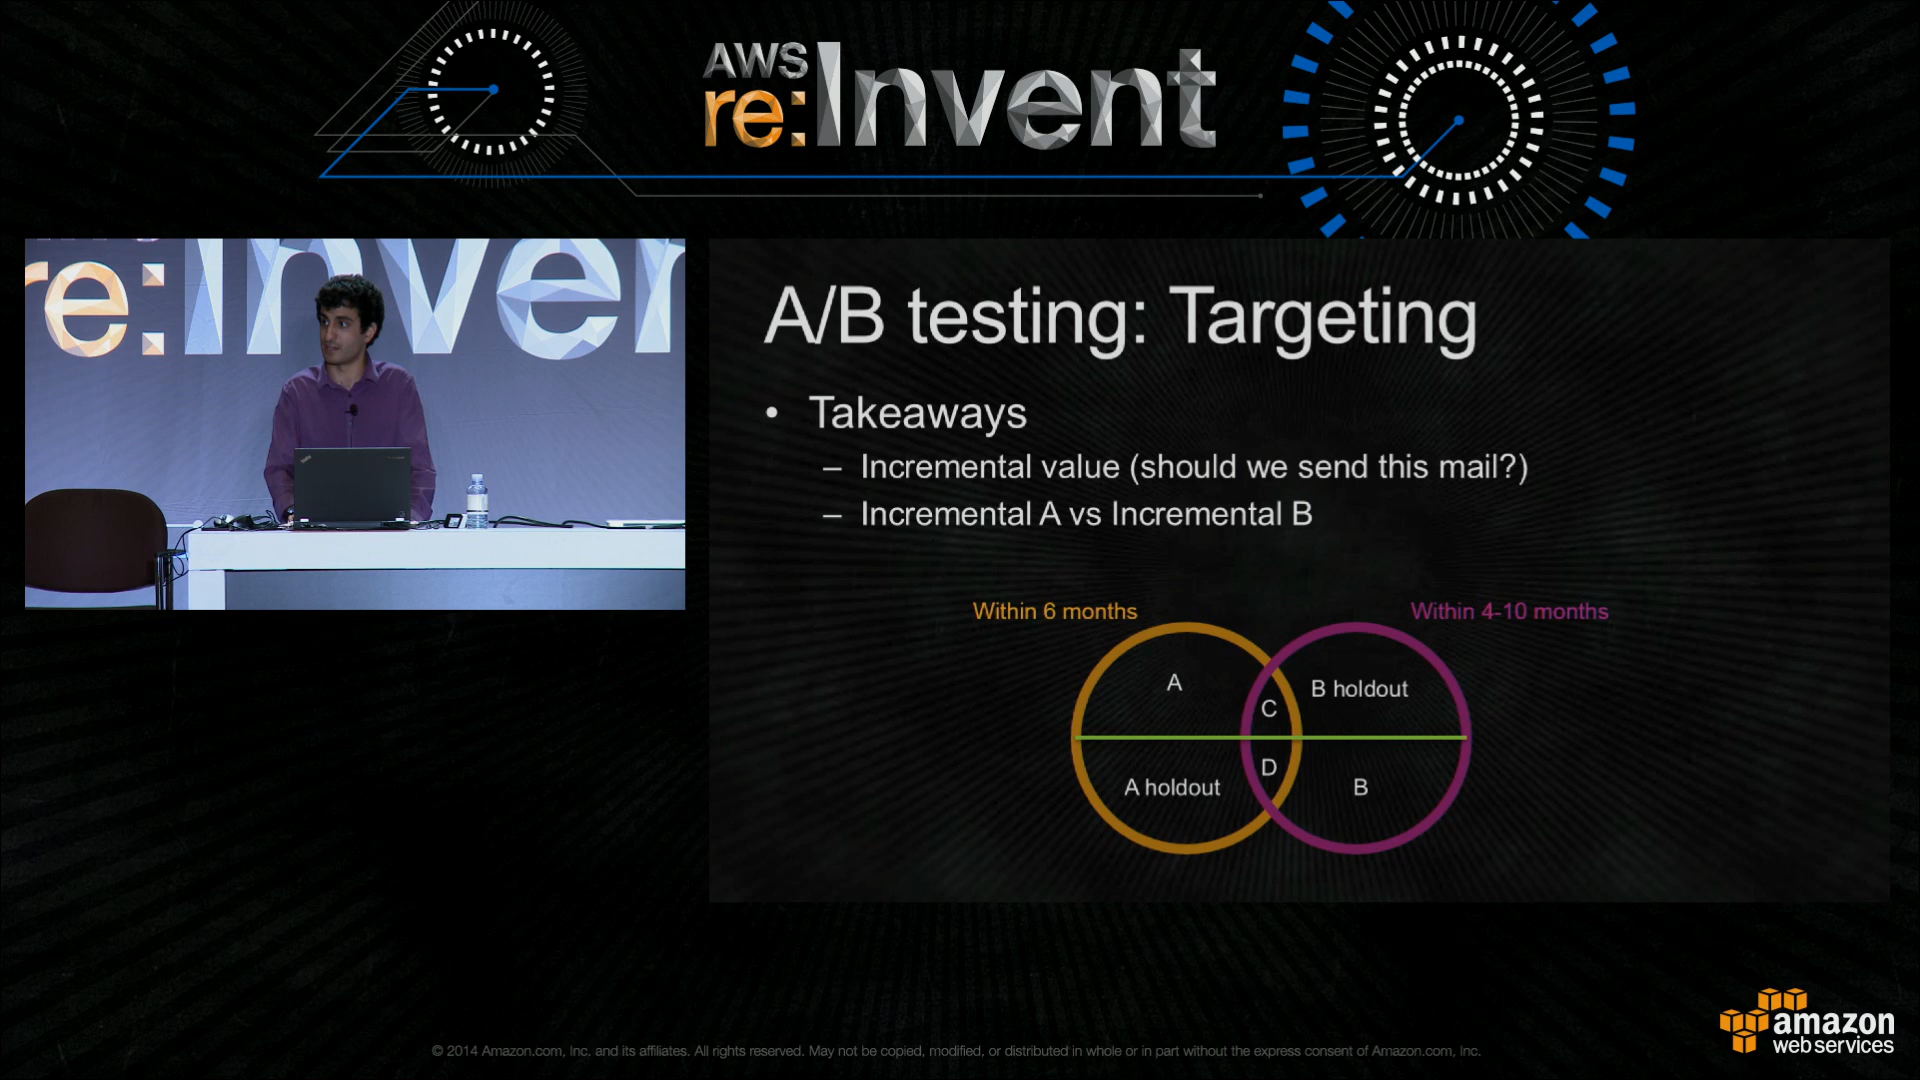 AWS
re:Invent
re:Inven
A/B testing: Targeting
• Takeaways
– Incremental value (should we send this mail?)
– Incremental A vs Incremental B
Within 6 months
Within 4-10 months
A
B holdout
C
D
A holdout
B
amazon
webservices
© 2014 Amazon.com, Inc. and its affiliates. All rights reserved. May not be copied, modified, or distributed in whole or in part without the express consent of Amazon.com, Inc.